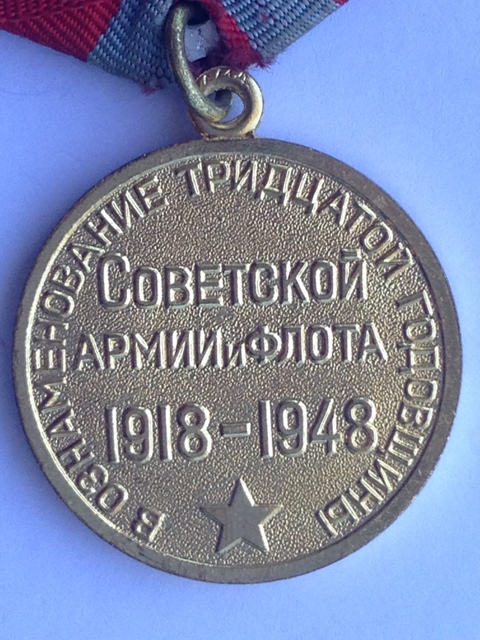 В ОЗНАМЕНОВАНИЕ ТРИДЦАТОЙ ГОДОВЩИНЫ
СОВЕТСКОЙ
АРМИИ и ФЛОТА
1918-1948